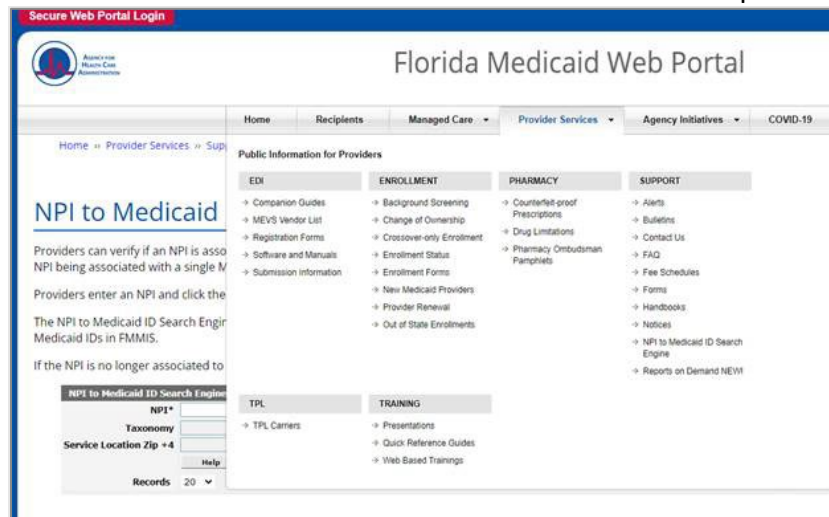 Secure Web Portal Login
AGENCY FOR
HEALTH CARE
ADMINISTRATION
Florida Medicaid Web Portal
Home Recipients Managed Care Provider Services Agency Initiatives COVID-19
Home » Provider Services » Sup
Public Information for Providers
EDI
Companion Guides
MEVS Vendor List
Registration Forms
Software and Manuals
Submission Information
ENROLLMENT
Background Screening
Change of Ownership
Crossover-only Enrollment
Enrollment Status
Enrollment Forms
New Medicaid Providers
Provider Renewal
Out of State Enrollments
PHARMACY
Counterfeit-proof
Prescriptions
Drug Limitations
Pharmacy Ombudsman
Pamphlets
SUPPORT
Alerts
Bulletins
Contact Us
FAQ
Fee Schedules
Forms
Handbooks
Notices
NPI to Medicaid ID Search
Engine
Reports on Demand NEW!
TPL
TPL Carriers
TRAINING
Presentations
Quick Reference Guides
Web Based Trainings
NPI to Medicaid
Providers can verify if an NPI is asso
NPI being associated with a single M
Providers enter an NPI and click the
The NPI to Medicaid ID Search Engin
Medicaid IDs in FMMIS.
If the NPI is no longer associated to
NPI to Medicaid ID Search Engine
NPI*
Taxonomy
Service Location Zip +4
Help
Records 20